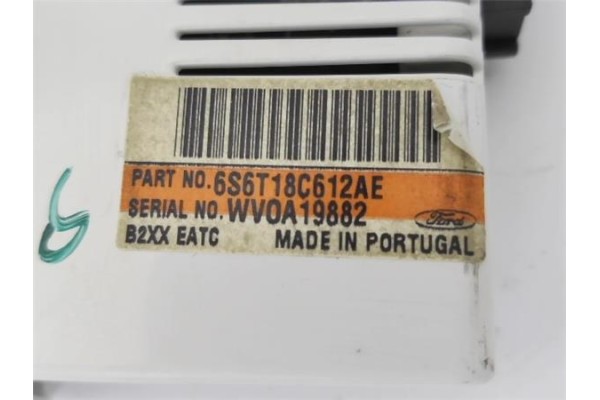 PART NO. 6S6T18C612AE
SERIAL NO. WVOA19882
Ford
B2XX EATC MADE IN PORTUGAL